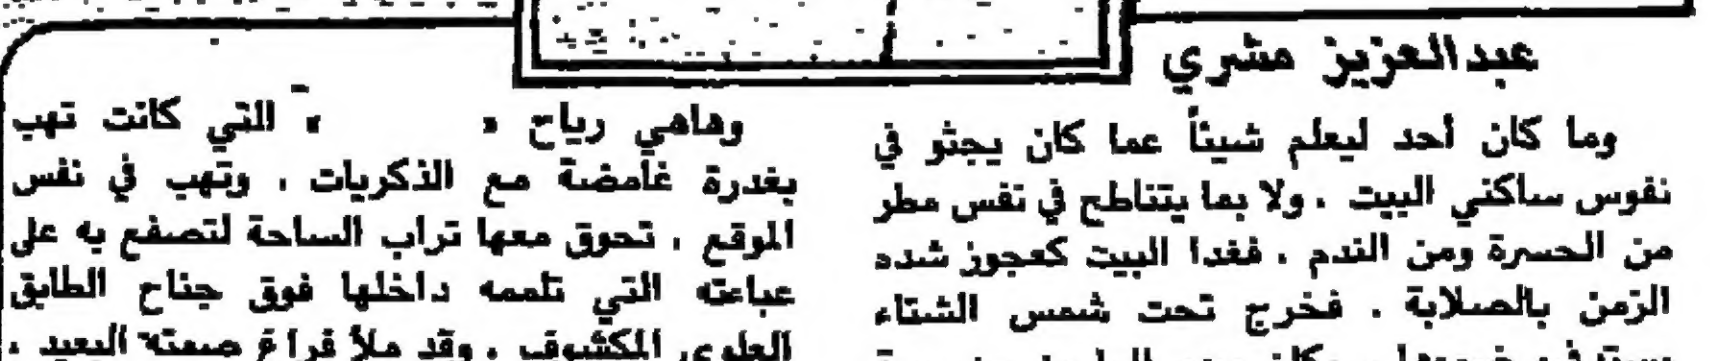 عبدالعزيز مشري
وما كان أحد ليعلم شيئاً عما كان يجثو في
نفوس ساكني البيت ، ولا بما يتناطح في نفس مطر
من الحسرة ومن الندم ، فغدا البيت كعجوز شده
الزمن بالصلابة ، فخرج تحت شمس الشتاء
وهاهي رياح « » التي كانت تهب
بغدرة غامضة مع الذكريات ، وتهب في نفس
الموقع ، تحوق معها تراب الساحة لتصفع به على
عباءته التي تلممه داخلها فوق جناح الطابق
العلوي المكشوف ، وقد ملأ فراغ صمته البعيد ،